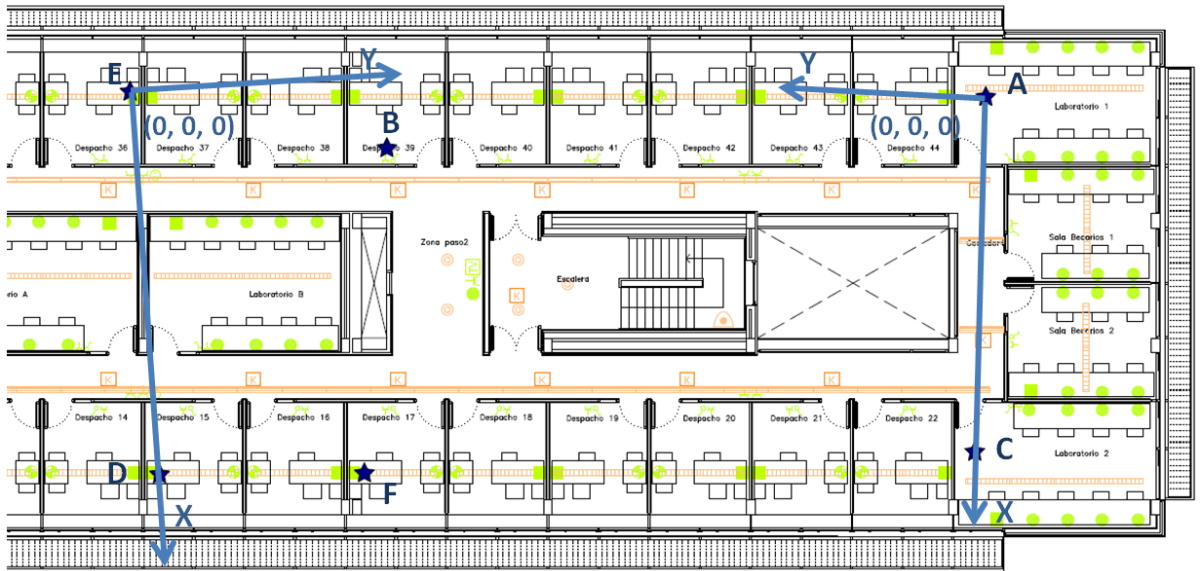 E
Y
Y
A
(0, 0, 0)
(0, 0, 0)
B
Laboratorio 1
Despacho 36
Despacho 37
Despacho 38
Despacho 39
Despacho 40
Despacho 41
Despacho 42
Despacho 43
Despacho 44
K
K
K
K
K
K
K
Zona paso2
Escalera
Sala Becarios 1
TV
K
Laboratorio B
Sala Becarios 2
K
K
K
K
K
K
K
Despacho 14
Despacho 15
Despacho 16
Despacho 17
Despacho 18
Despacho 19
Despacho 20
Despacho 21
Despacho 22
D
F
C
Laboratorio 2
X
X